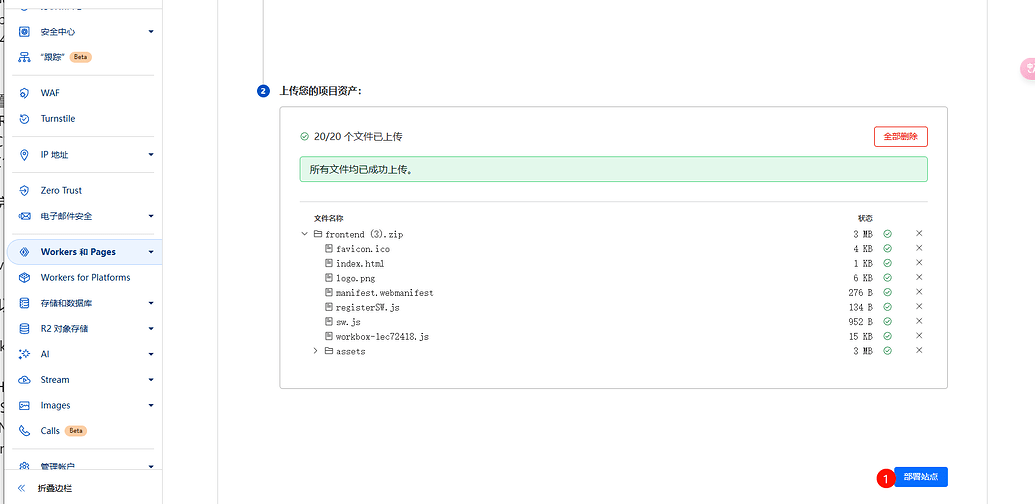 安全中心
“跟踪” Beta
WAF
Turnstile
IP 地址
Zero Trust
电子邮件安全
Workers 和 Pages
Workers for Platforms
存储和数据库
R2 对象存储
AI
Stream
Images
Calls Beta
管理帐户
折叠边栏
2 上传您的项目资产：
20/20 个文件已上传 全部删除
所有文件均已成功上传。
文件名称 状态
frontend (3).zip 3 MB
favicon.ico 4 KB
index.html 1 KB
logo.png 6 KB
manifest.webmanifest 276 B
registerSW.js 134 B
sw.js 952 B
workbox-1ec72418.js 15 KB
assets 3 MB
1 部署站点